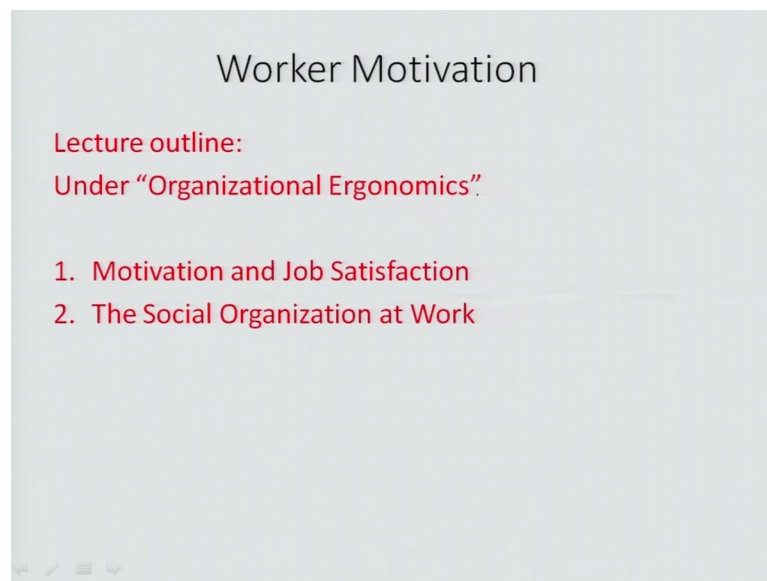 Worker Motivation
Lecture outline:
Under “Organizational Ergonomics”.
1. Motivation and Job Satisfaction
2. The Social Organization at Work